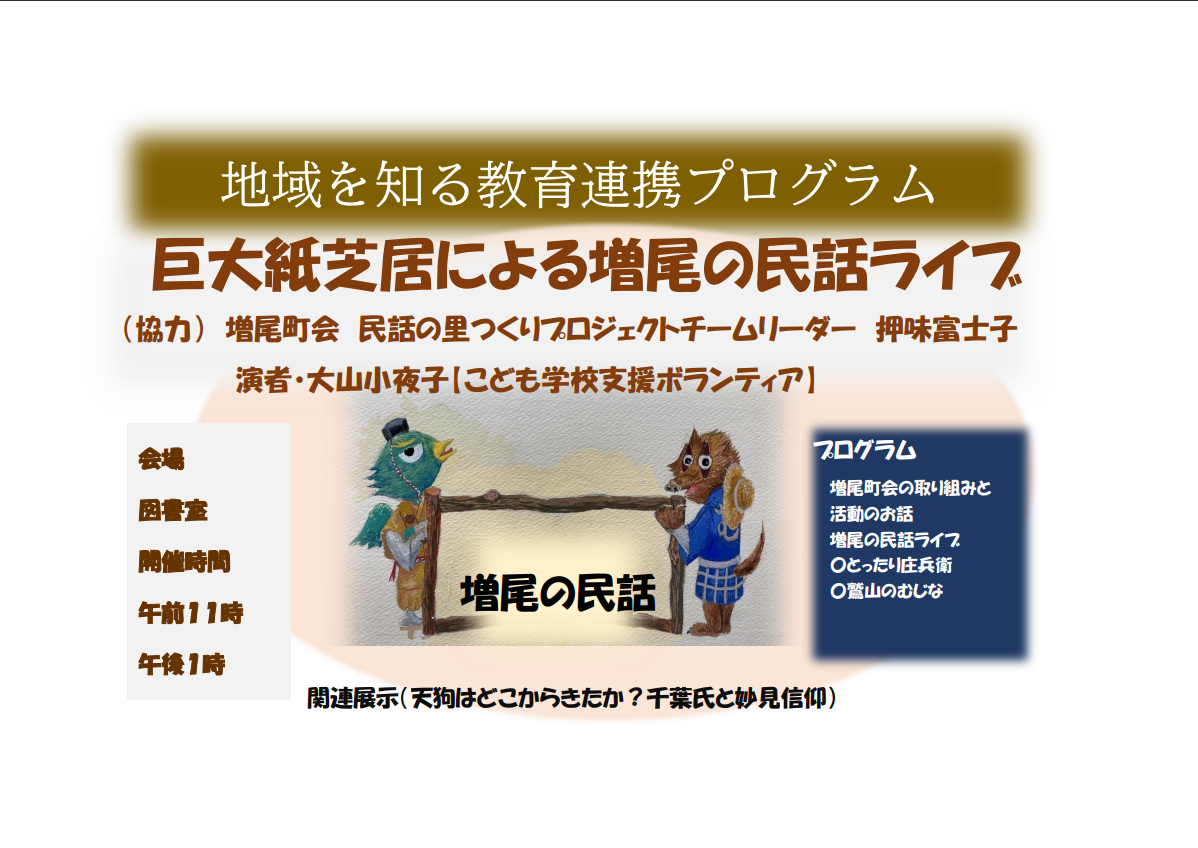 地域を知る教育連携プログラム
巨大紙芝居による増尾の民話ライブ
（協力）　増尾町会　民話の里つくりプロジェクトチームリーダー　押味富士子
演者・大山小夜子【こども学校支援ボランティア】
会場
図書室
開催時間
午前１１時
午後１時
増尾の民話
プログラム
増尾町会の取り組みと
活動のお話
増尾の民話ライブ
〇とったり庄兵衛
〇鷲山のむじな
関連展示（天狗はどこからきたか？千葉氏と妙見信仰）